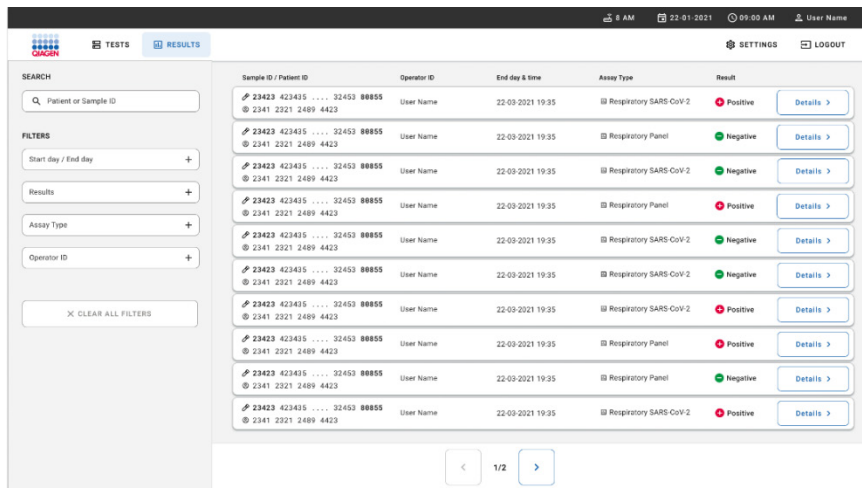 8 AM 22-01-2021 09:00 AM User Name
QIAGEN TESTS RESULTS SETTINGS LOGOUT
SEARCH
Patient or Sample ID
FILTERS
Start day / End day +
Results +
Assay Type +
Operator ID +
CLEAR ALL FILTERS
Sample ID / Patient ID Operator ID End day & time Assay Type Result
23423 423435 .... 32453 80855
2341 2321 2489 4423
User Name 22-03-2021 19:35 Respiratory SARS-CoV-2 Positive Details >
23423 423435 .... 32453 80855
2341 2321 2489 4423
User Name 22-03-2021 19:35 Respiratory Panel Negative Details >
23423 423435 .... 32453 80855
2341 2321 2489 4423
User Name 22-03-2021 19:35 Respiratory SARS-CoV-2 Negative Details >
23423 423435 .... 32453 80855
2341 2321 2489 4423
User Name 22-03-2021 19:35 Respiratory Panel Positive Details >
23423 423435 .... 32453 80855
2341 2321 2489 4423
User Name 22-03-2021 19:35 Respiratory SARS-CoV-2 Negative Details >
23423 423435 .... 32453 80855
2341 2321 2489 4423
User Name 22-03-2021 19:35 Respiratory SARS-CoV-2 Negative Details >
23423 423435 .... 32453 80855
2341 2321 2489 4423
User Name 22-03-2021 19:35 Respiratory SARS-CoV-2 Positive Details >
23423 423435 .... 32453 80855
2341 2321 2489 4423
User Name 22-03-2021 19:35 Respiratory Panel Positive Details >
23423 423435 .... 32453 80855
2341 2321 2489 4423
User Name 22-03-2021 19:35 Respiratory Panel Negative Details >
23423 423435 .... 32453 80855
2341 2321 2489 4423
User Name 22-03-2021 19:35 Respiratory SARS-CoV-2 Positive Details >
< 1/2 >